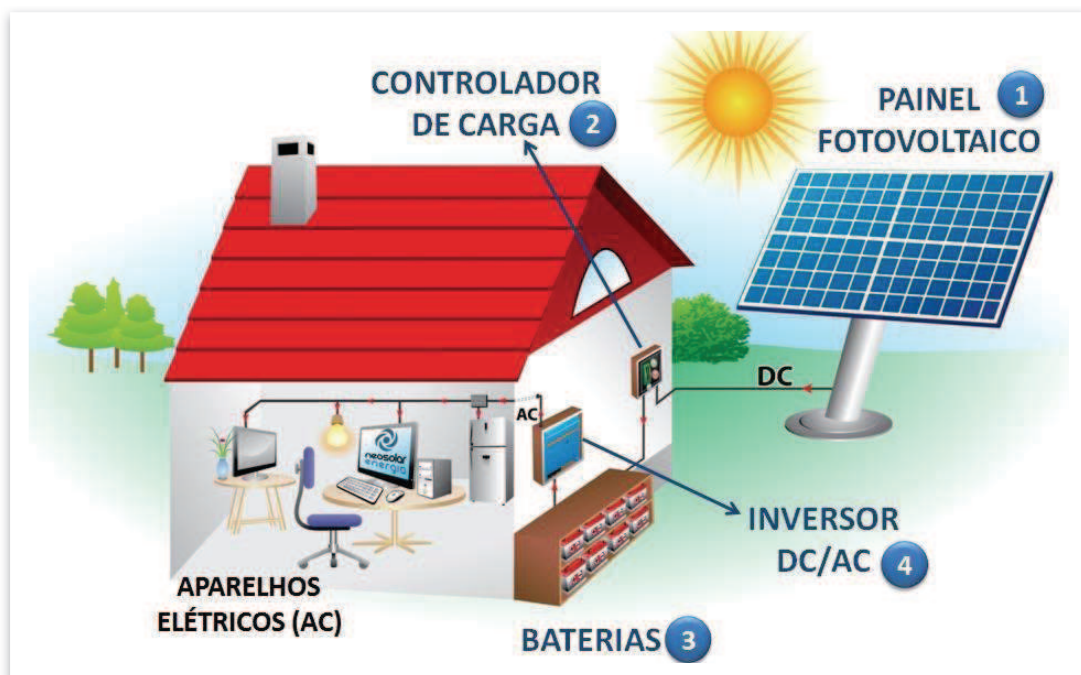 CONTROLADOR
DE CARGA 2
PAINEL 1
FOTOVOLTAICO
DC
AC
neosolar
energia
INVERSOR
DC/AC 4
APARELHOS
ELÉTRICOS (AC)
BATERIAS 3